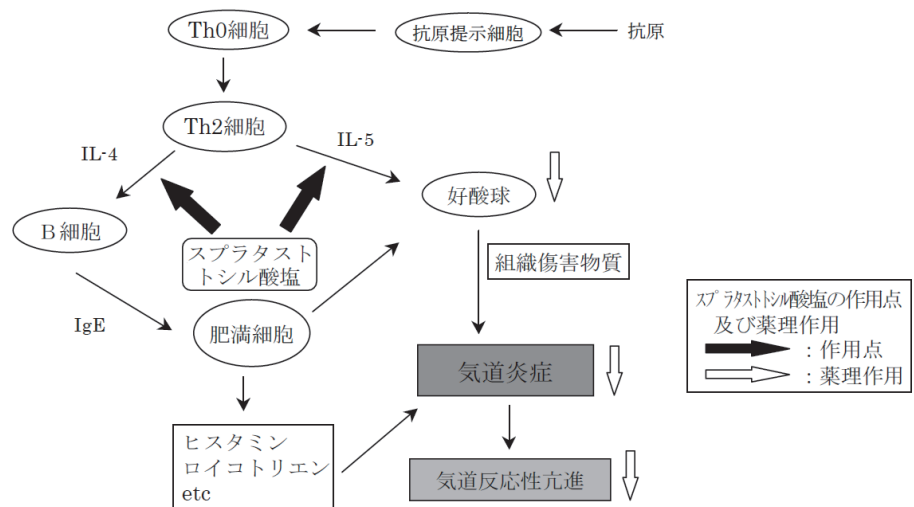 Th0細胞
抗原提示細胞
抗原
Th2細胞
IL-4
IL-5
好酸球
B細胞
スプラタスト
トシル酸塩
組織傷害物質
IgE
肥満細胞
スプラタストトシル酸塩の作用点
及び薬理作用
:作用点
:薬理作用
気道炎症
ヒスタミン
ロイコトリエン
etc
気道反応性亢進